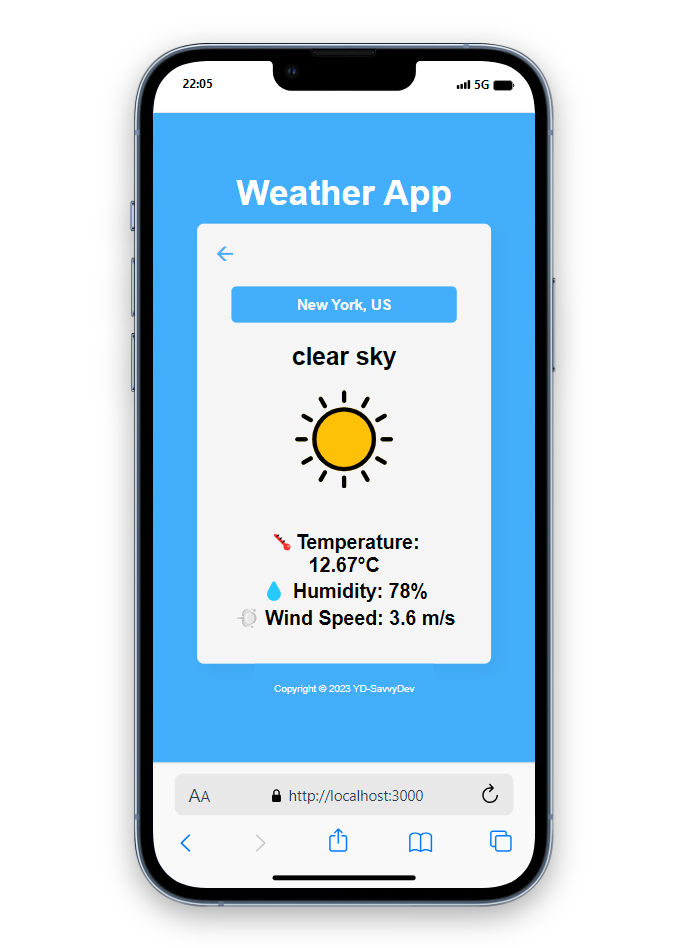 22:05
5G
Weather App
New York, US
clear sky
Temperature:
12.67°C
Humidity: 78%
Wind Speed: 3.6 m/s
Copyright © 2023 YD-SavvyDev
AA
http://localhost:3000